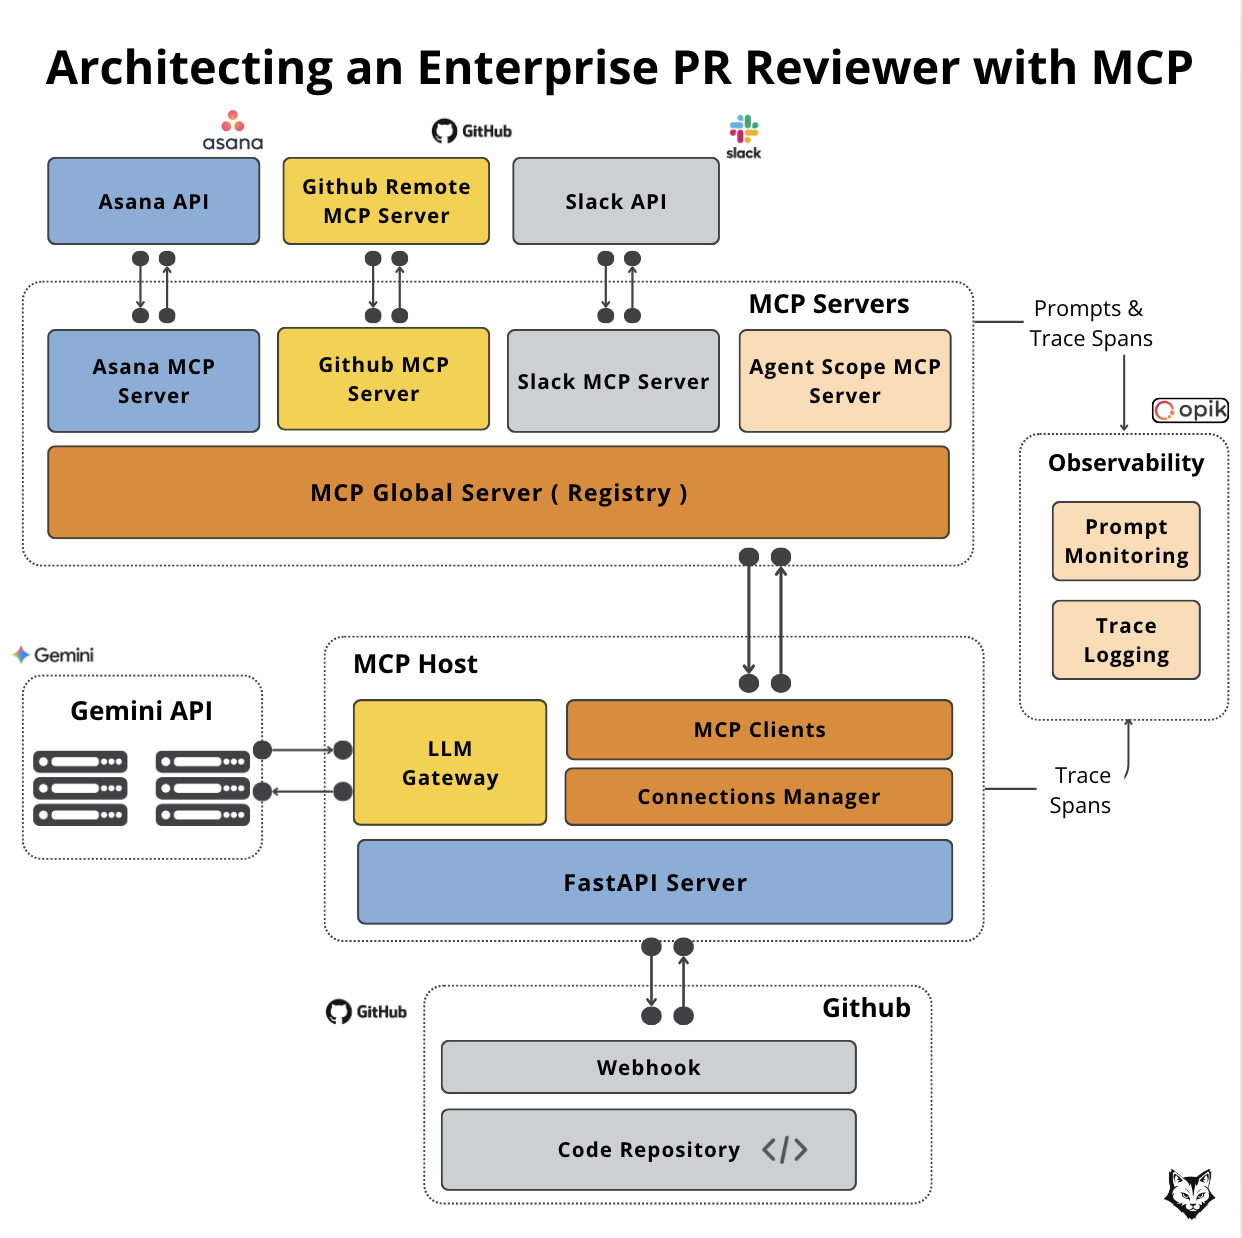 Architecting an Enterprise PR Reviewer with MCP
asana
GitHub
slack
Asana API
Github Remote
MCP Server
Slack API
MCP Servers
Prompts &
Trace Spans
Asana MCP
Server
Github MCP
Server
Slack MCP Server
Agent Scope MCP
Server
opik
Observability
MCP Global Server ( Registry )
Prompt
Monitoring
Trace
Logging
Gemini
Gemini API
MCP Host
LLM
Gateway
MCP Clients
Connections Manager
Trace
Spans
FastAPI Server
GitHub
Github
Webhook
Code Repository </>